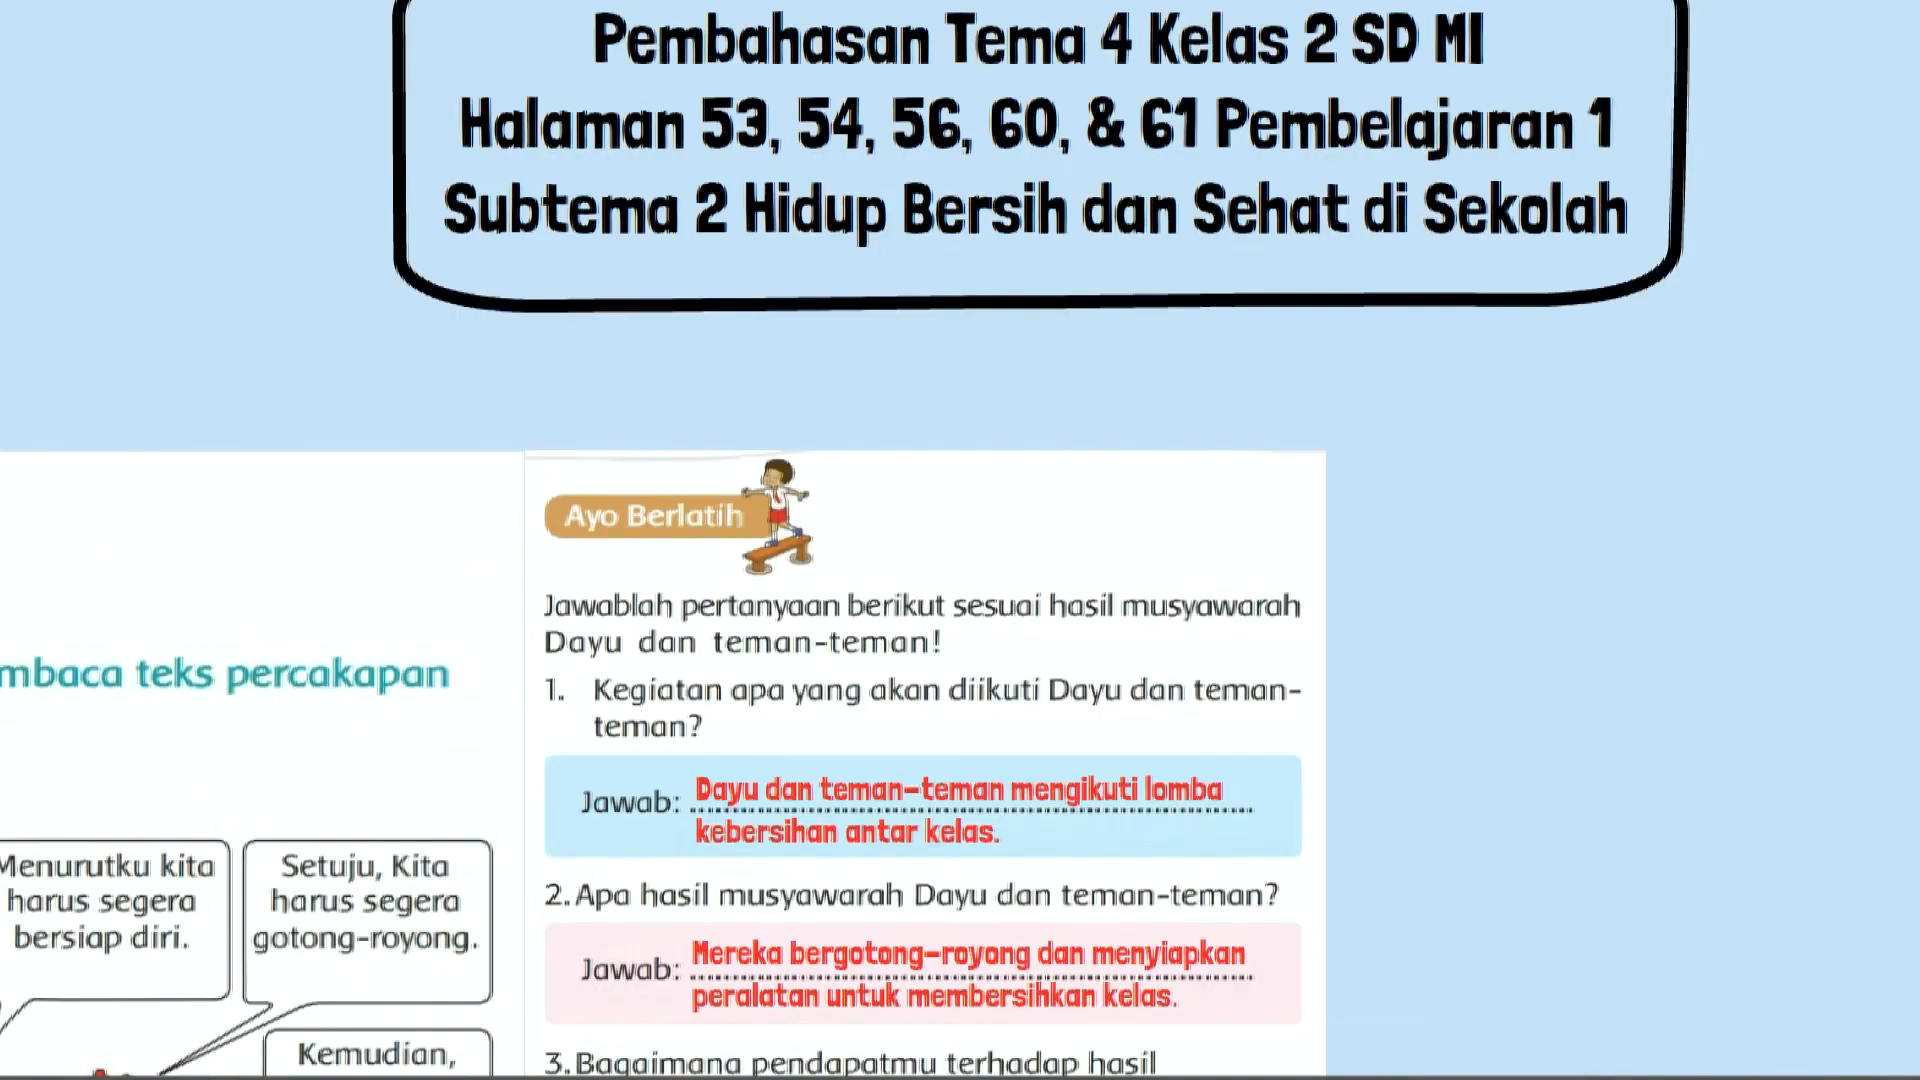 Pembahasan Tema 4 Kelas 2 SD MI
Halaman 53, 54, 56, 60, & 61 Pembelajaran 1
Subtema 2 Hidup Bersih dan Sehat di Sekolah
mbaca teks percakapan
Menurutku kita
harus segera
bersiap diri.
Setuju, Kita
harus segera
gotong-royong.
Kemudian,
Ayo Berlatih
Jawablah pertanyaan berikut sesuai hasil musyawarah
Dayu dan teman-teman!
1. Kegiatan apa yang akan diikuti Dayu dan teman-
teman?
Jawab: Dayu dan teman-teman mengikuti lomba
kebersihan antar kelas.
2. Apa hasil musyawarah Dayu dan teman-teman?
Jawab: Mereka bergotong-royong dan menyiapkan
peralatan untuk membersihkan kelas.
3. Bagaimana pendapatmu terhadap hasil